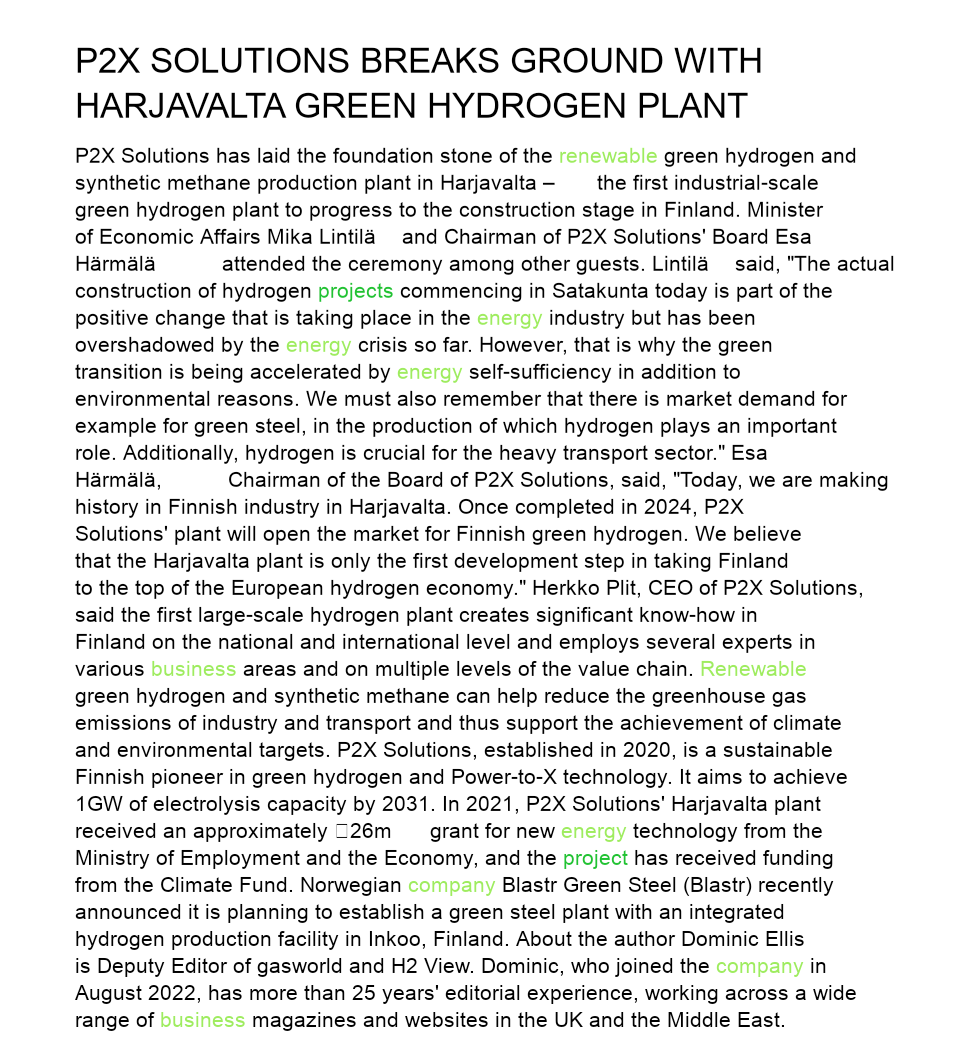 P2X SOLUTIONS BREAKS GROUND WITH
HARJAVALTA GREEN HYDROGEN PLANT
P2X Solutions has laid the foundation stone of the renewable green hydrogen and
synthetic methane production plant in Harjavalta – the first industrial-scale
green hydrogen plant to progress to the construction stage in Finland. Minister
of Economic Affairs Mika Lintilä and Chairman of P2X Solutions' Board Esa
Härmälä attended the ceremony among other guests. Lintilä said, "The actual
construction of hydrogen projects commencing in Satakunta today is part of the
positive change that is taking place in the energy industry but has been
overshadowed by the energy crisis so far. However, that is why the green
transition is being accelerated by energy self-sufficiency in addition to
environmental reasons. We must also remember that there is market demand for
example for green steel, in the production of which hydrogen plays an important
role. Additionally, hydrogen is crucial for the heavy transport sector." Esa
Härmälä, Chairman of the Board of P2X Solutions, said, "Today, we are making
history in Finnish industry in Harjavalta. Once completed in 2024, P2X
Solutions' plant will open the market for Finnish green hydrogen. We believe
that the Harjavalta plant is only the first development step in taking Finland
to the top of the European hydrogen economy." Herkko Plit, CEO of P2X Solutions,
said the first large-scale hydrogen plant creates significant know-how in
Finland on the national and international level and employs several experts in
various business areas and on multiple levels of the value chain. Renewable
green hydrogen and synthetic methane can help reduce the greenhouse gas
emissions of industry and transport and thus support the achievement of climate
and environmental targets. P2X Solutions, established in 2020, is a sustainable
Finnish pioneer in green hydrogen and Power-to-X technology. It aims to achieve
1GW of electrolysis capacity by 2031. In 2021, P2X Solutions' Harjavalta plant
received an approximately 26m grant for new energy technology from the
Ministry of Employment and the Economy, and the project has received funding
from the Climate Fund. Norwegian company Blastr Green Steel (Blastr) recently
announced it is planning to establish a green steel plant with an integrated
hydrogen production facility in Inkoo, Finland. About the author Dominic Ellis
is Deputy Editor of gasworld and H2 View. Dominic, who joined the company in
August 2022, has more than 25 years' editorial experience, working across a wide
range of business magazines and websites in the UK and the Middle East.